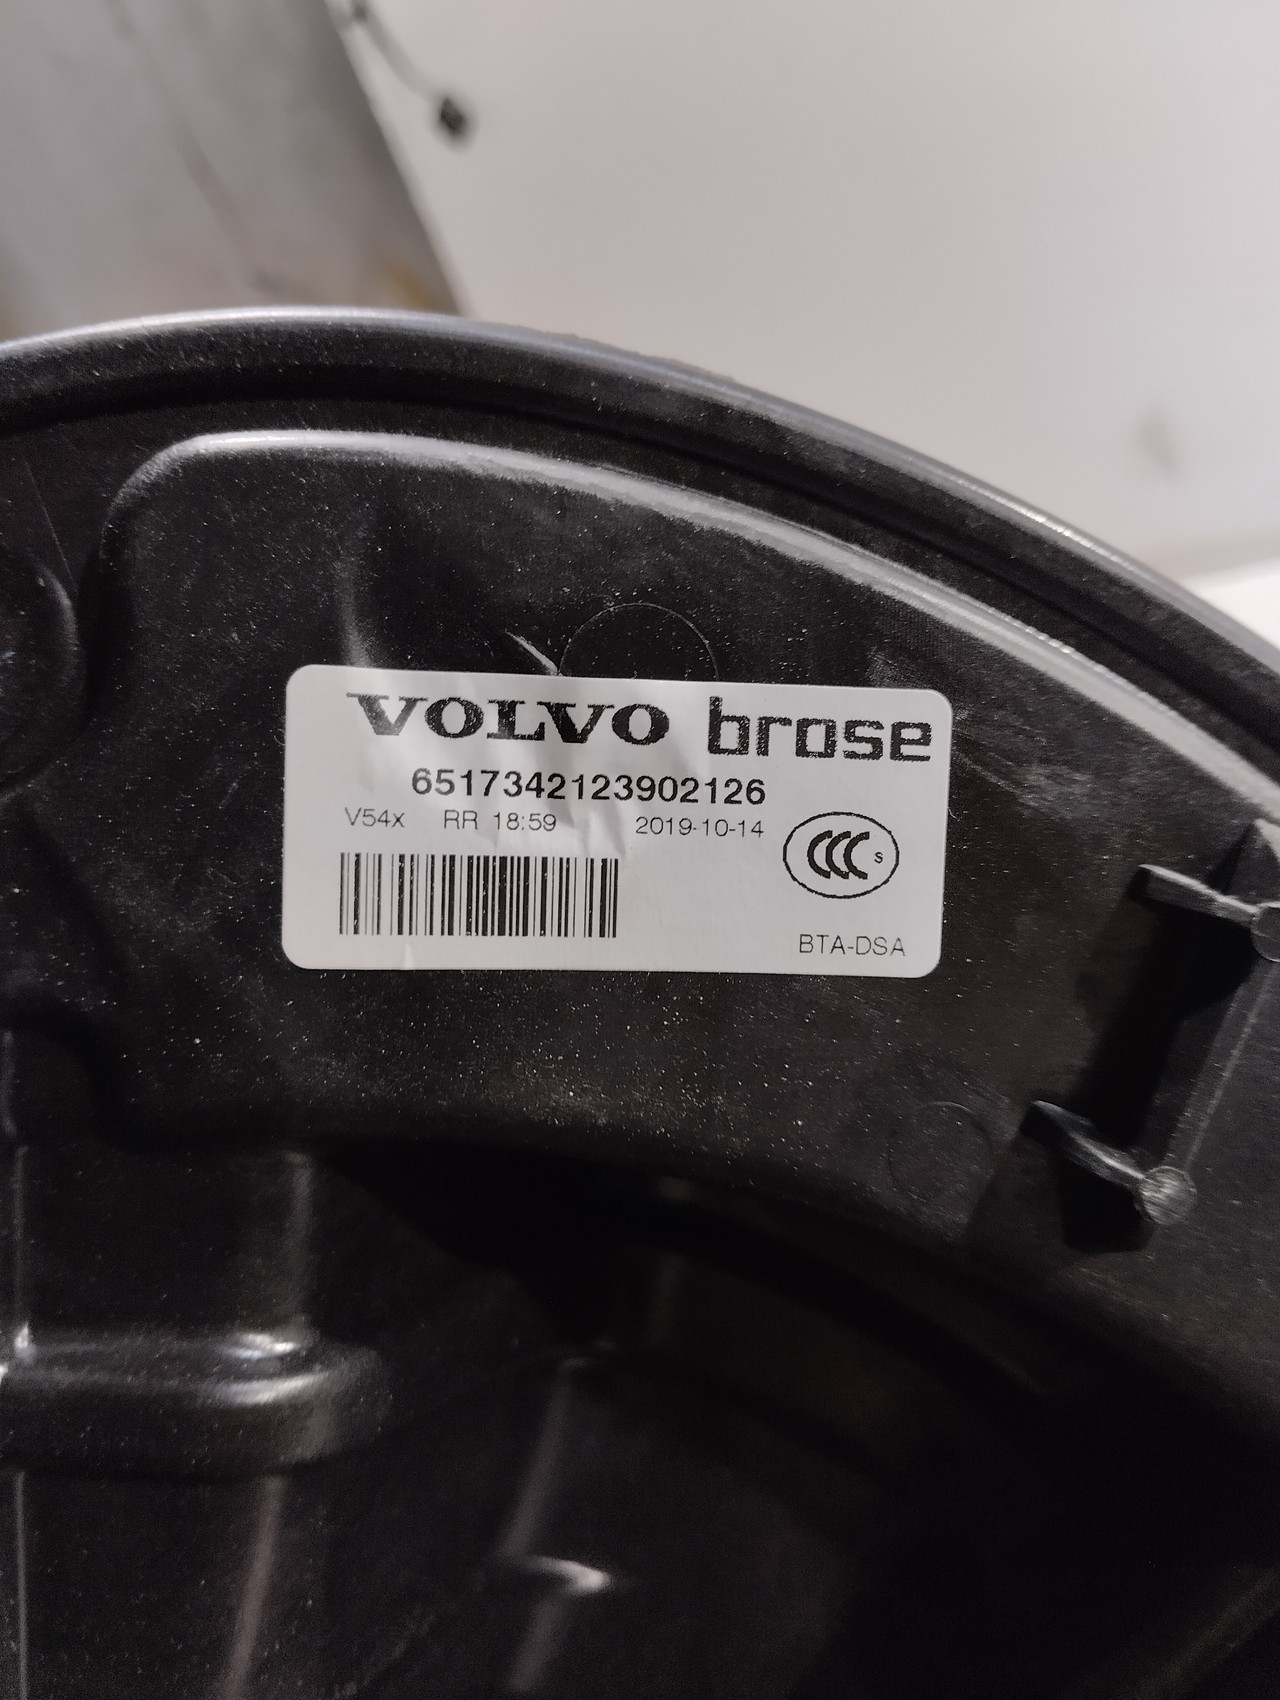 VOLVO brose
6517342123902126
V54x RR 18:59 2019-10-14
CCC S
BTA-DSA